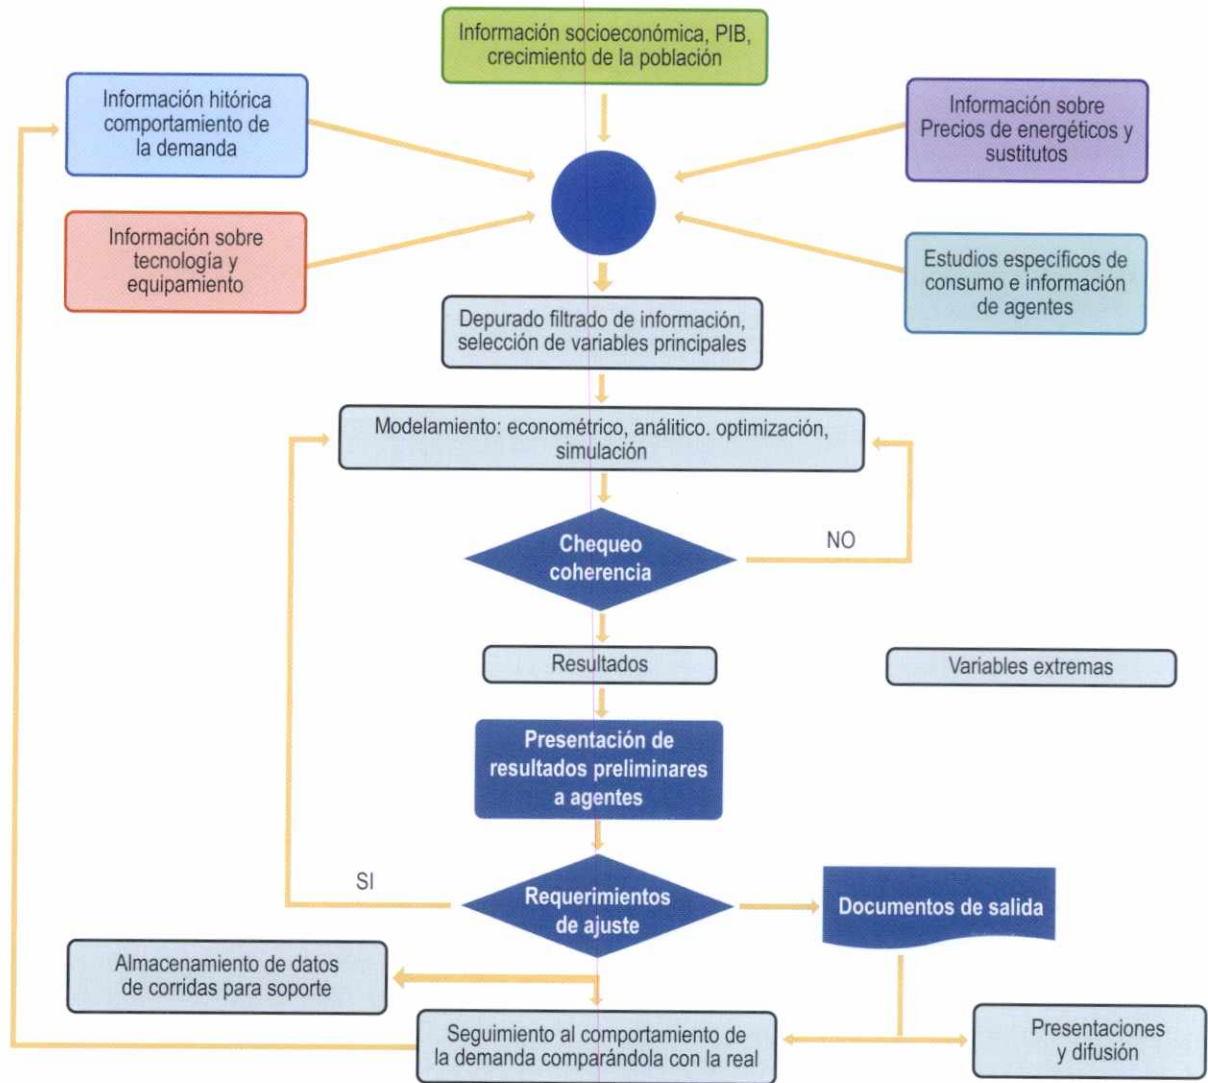 Información socioeconómica, PIB,
crecimiento de la población
Información hitórica
comportamiento de
la demanda
Información sobre
Precios de energéticos y
sustitutos
Información sobre
tecnología y
equipamiento
Estudios específicos de
consumo e información
de agentes
Depurado filtrado de información,
selección de variables principales
Modelamiento: econométrico, análitico. optimización,
simulación
Chequeo
coherencia
NO
Resultados
Variables extremas
Presentación de
resultados preliminares
a agentes
SI
Requerimientos
de ajuste
Documentos de salida
Almacenamiento de datos
de corridas para soporte
Seguimiento al comportamiento de
la demanda comparándola con la real
Presentaciones
y difusión